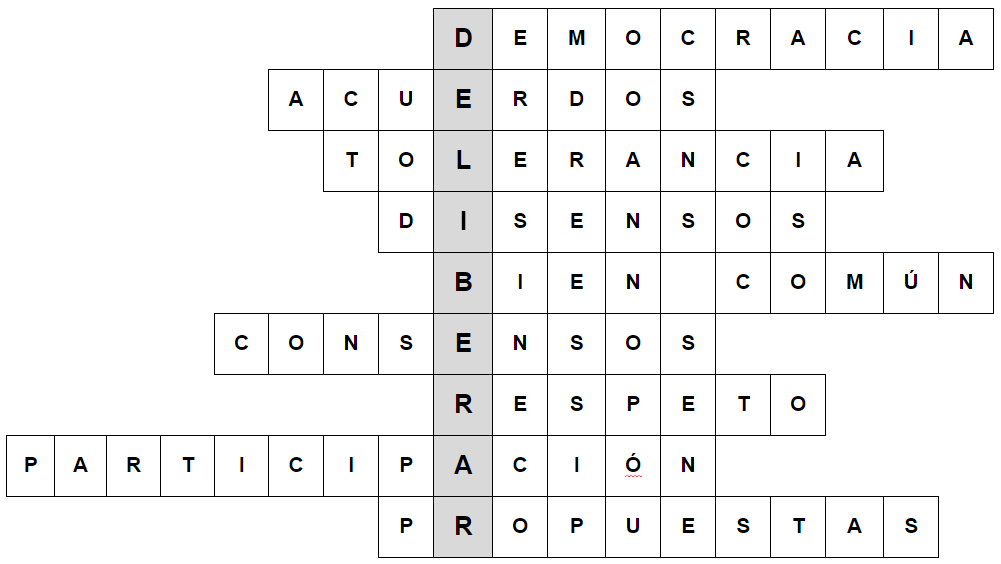 DEMOCRACIA
ACUERDOS
TOLERANCIA
DISENSOS
BIEN COMÚN
CONSENSOS
RESPETO
PARTICIPACIÓN
PROPUESTAS